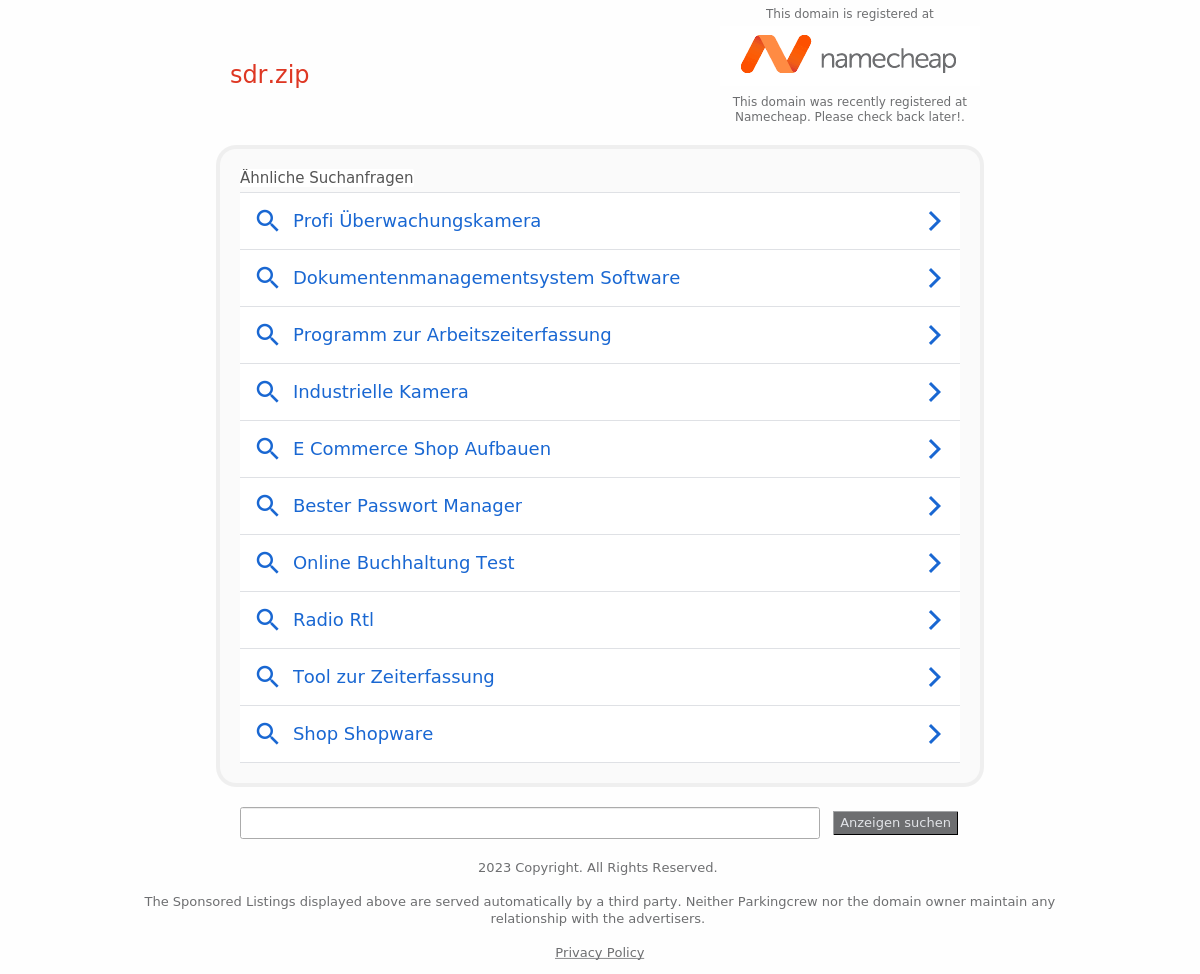 This domain is registered at
namecheap
sdr.zip
This domain was recently registered at
Namecheap. Please check back later!.
Ähnliche Suchanfragen
Profi Überwachungskamera
Dokumentenmanagementsystem Software
Programm zur Arbeitszeiterfassung
Industrielle Kamera
E Commerce Shop Aufbauen
Bester Passwort Manager
Online Buchhaltung Test
Radio Rtl
Tool zur Zeiterfassung
Shop Shopware
Anzeigen suchen
2023 Copyright. All Rights Reserved.
The Sponsored Listings displayed above are served automatically by a third party. Neither Parkingcrew nor the domain owner maintain any
relationship with the advertisers.
Privacy Policy